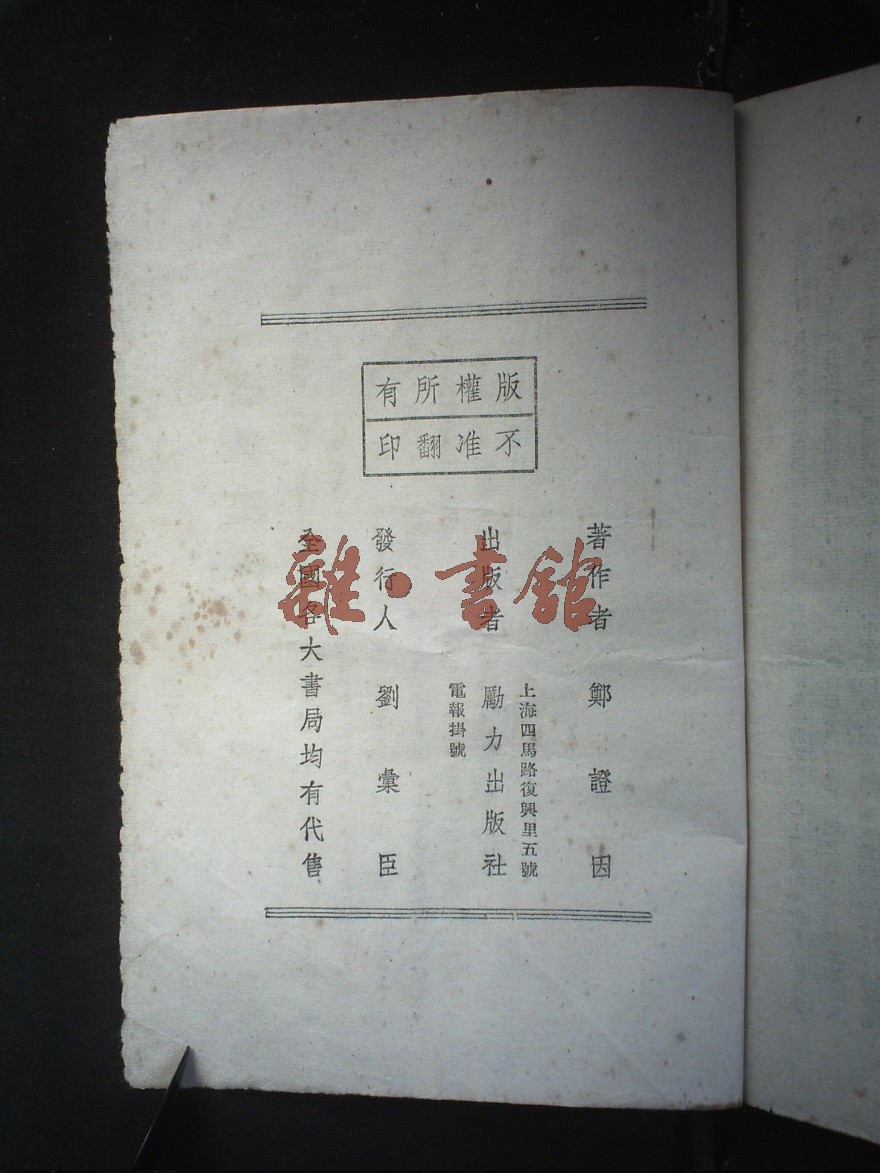 版權所有
不准翻印
著作者 鄭證因
上海四馬路復興里五號
出版者 勵力出版社
電報掛號
發行人 劉彙臣
全國各大書局均有代售
雜·書館